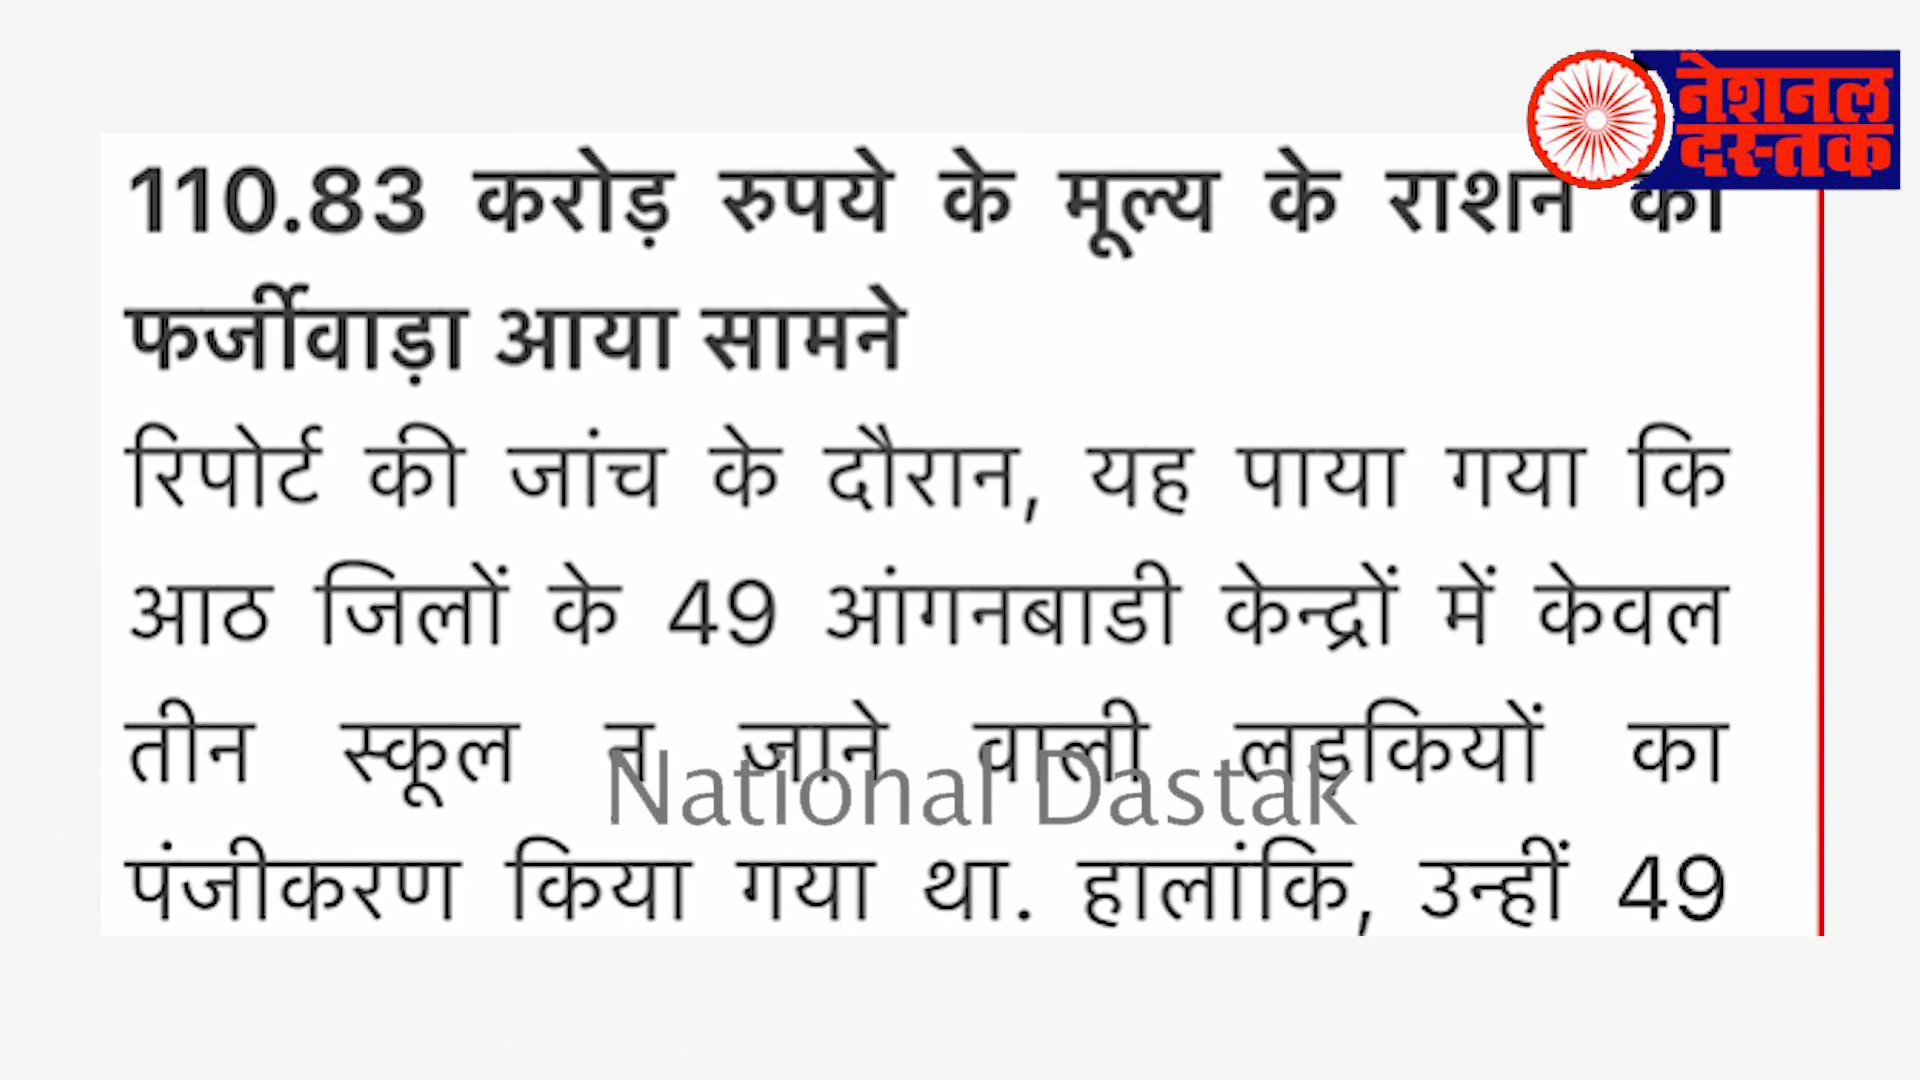 नेशनल
दस्तक
110.83 करोड़ रुपये के मूल्य के राशन का
फर्जीवाड़ा आया सामने
रिपोर्ट की जांच के दौरान, यह पाया गया कि
आठ जिलों के 49 आंगनबाडी केन्द्रों में केवल
तीन स्कूल न जाने वाली लड़कियों का
National Dastak
पंजीकरण किया गया था. हालांकि, उन्हीं 49